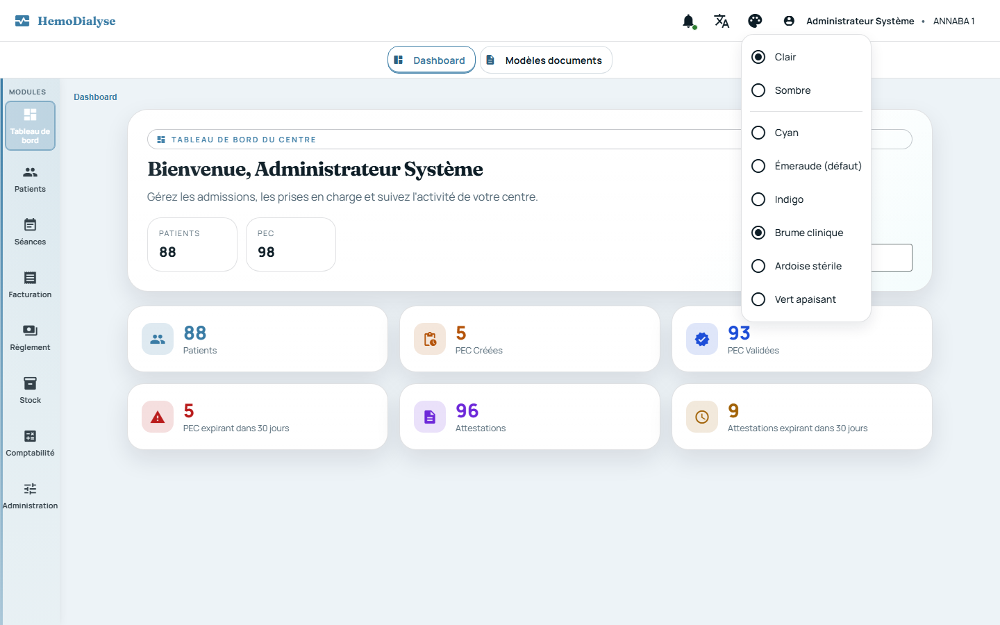 HemoDialyse
Administrateur Système • ANNABA 1
Dashboard
Modèles documents
Clair
Sombre
Cyan
Émeraude (défaut)
Indigo
Brume clinique
Ardoise stérile
Vert apaisant
MODULES
Tableau de
bord
Patients
Séances
Facturation
Règlement
Stock
Comptabilité
Administration
Dashboard
TABLEAU DE BORD DU CENTRE
Bienvenue, Administrateur Système
Gérez les admissions, les prises en charge et suivez l'activité de votre centre.
PATIENTS
88
PEC
98
88
Patients
5
PEC Créées
93
PEC Validées
5
PEC expirant dans 30 jours
96
Attestations
9
Attestations expirant dans 30 jours